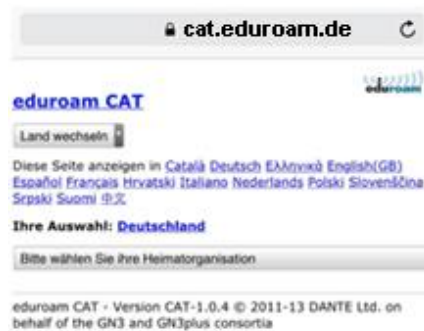 cat.eduroam.de
eduroam
eduroam CAT
Land wechseln
Diese Seite anzeigen in Català Deutsch Ελληνικά English(GB)
Español Français Hrvatski Italiano Nederlands Polski Slovenščina
Srpski Suomi 中文
Ihre Auswahl: Deutschland
Bitte wählen Sie ihre Heimatorganisation
eduroam CAT - Version CAT-1.0.4 © 2011-13 DANTE Ltd. on
behalf of the GN3 and GN3plus consortia